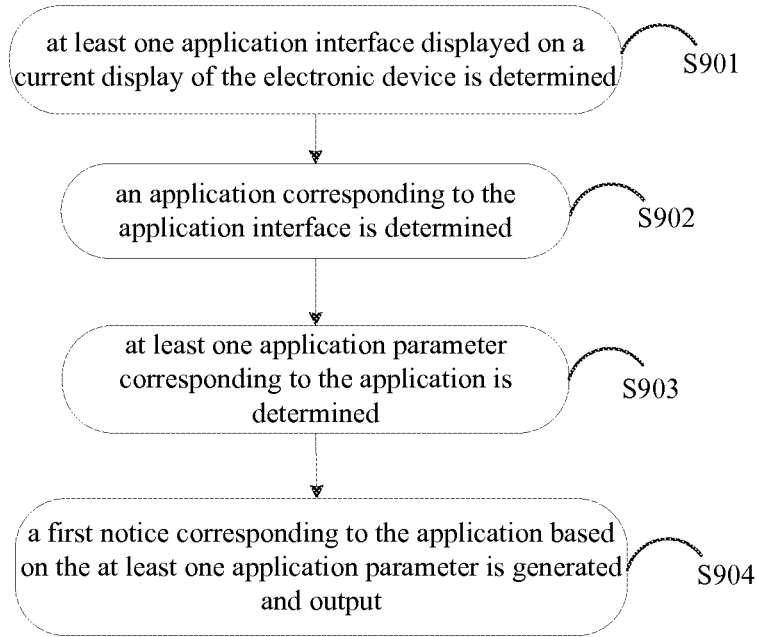 at least one application interface displayed on a
current display of the electronic device is determined
S901
an application corresponding to the
application interface is determined
S902
at least one application parameter
corresponding to the application is
determined
S903
a first notice corresponding to the application based
on the at least one application parameter is generated
and output
S904